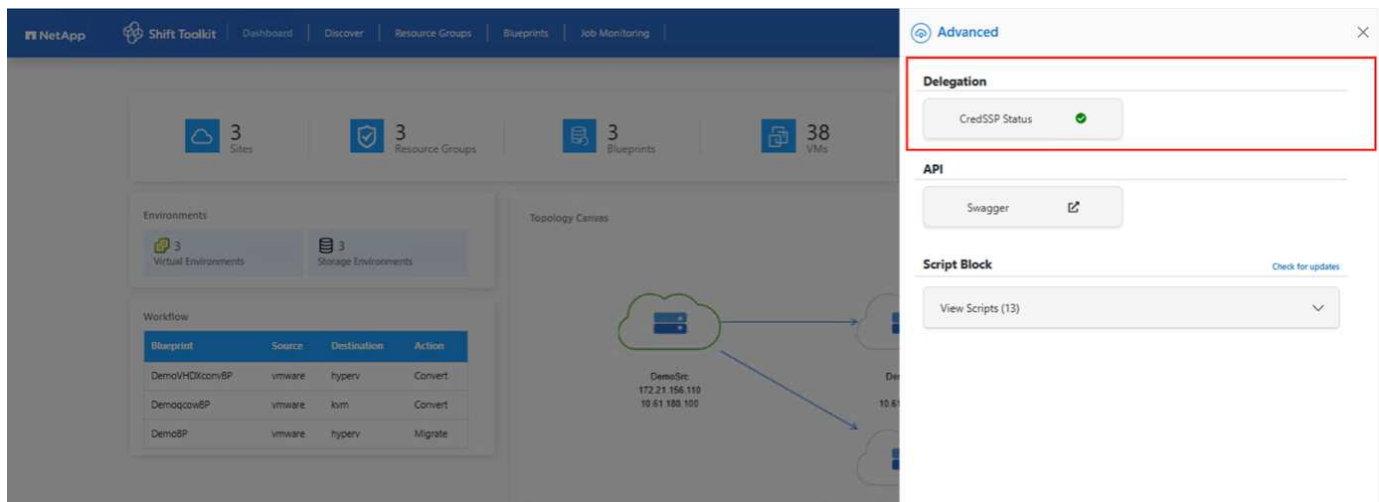 NetApp
Shift Toolkit
Dashboard
Discover
Resource Groups
Blueprints
Job Monitoring
3
Sites
3
Resource Groups
3
Blueprints
38
VMs
Environments
3
Virtual Environments
3
Storage Environments
Workflow
Blueprint Source Destination Action
DemoVHDXconvBP vmware hyperv Convert
DemoqcowBP vmware kvm Convert
DemoBP vmware hyperv Migrate
Topology Canvas
DemoSrc
172.21.156.110
10.61.180.100
De
10.6
Advanced
Delegation
CredSSP Status
API
Swagger
Script Block
Check for updates
View Scripts (13)